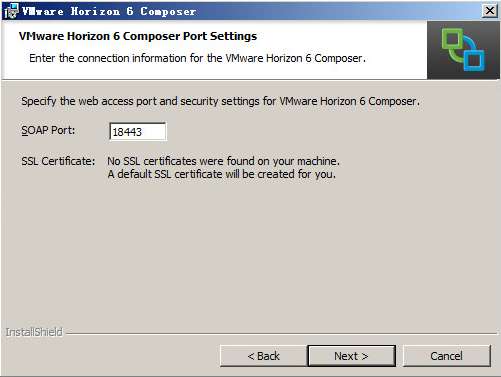 VMware Horizon 6 Composer
VMware Horizon 6 Composer Port Settings
Enter the connection information for the VMware Horizon 6 Composer.
Specify the web access port and security settings for VMware Horizon 6 Composer.
SOAP Port: 18443
SSL Certificate: No SSL certificates were found on your machine.
A default SSL certificate will be created for you.
InstallShield
< Back Next > Cancel